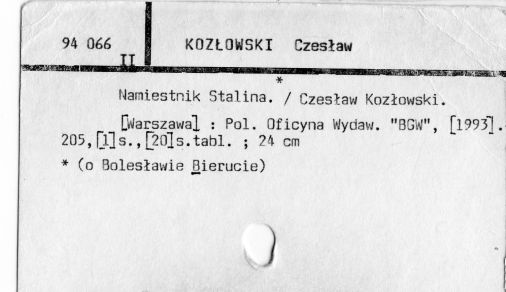 94 066
II
KOZŁOWSKI Czesław
*
Namiestnik Stalina. / Czesław Kozłowski.
[Warszawa] : Pol. Oficyna Wydaw. "BGW", [1993].
205,[1]s.,[20]s.tabl. ; 24 cm
* (o Bolesławie Bierucie)